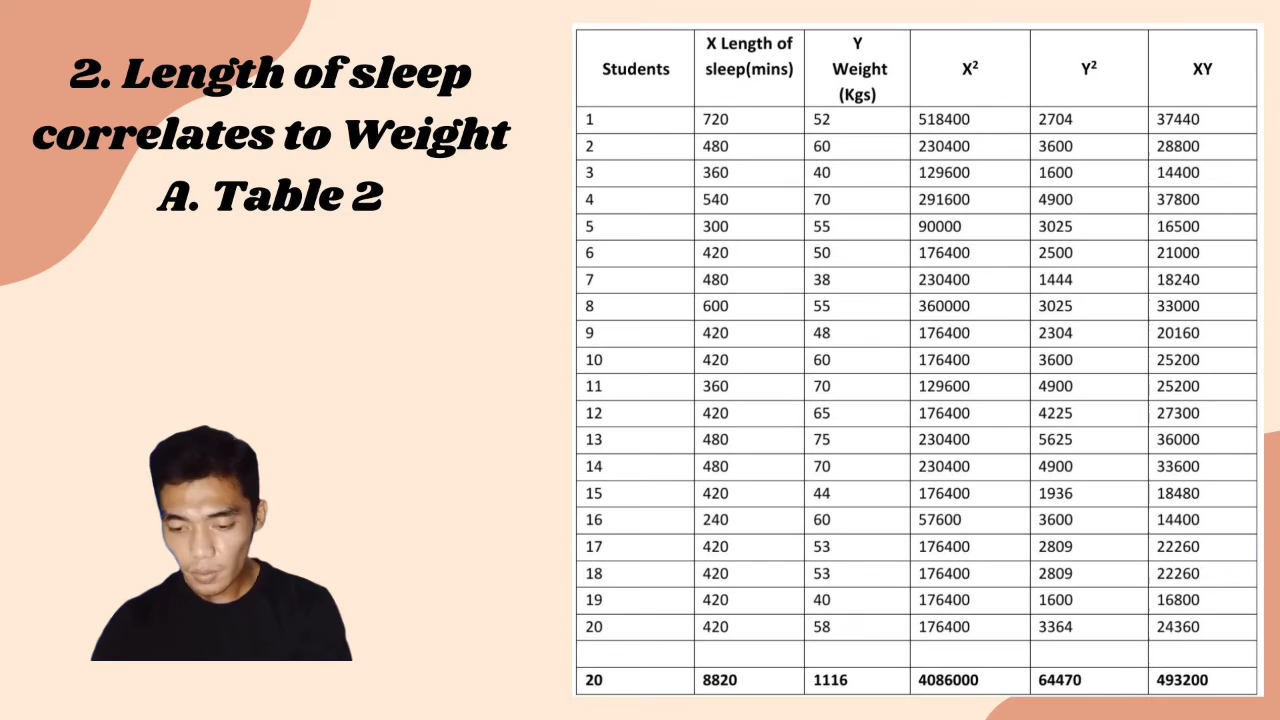 2. Length of sleep
correlates to Weight
A. Table 2
Students X Length of sleep(mins) Y Weight (Kgs) X² Y² XY
1 720 52 518400 2704 37440
2 480 60 230400 3600 28800
3 360 40 129600 1600 14400
4 540 70 291600 4900 37800
5 300 55 90000 3025 16500
6 420 50 176400 2500 21000
7 480 38 230400 1444 18240
8 600 55 360000 3025 33000
9 420 48 176400 2304 20160
10 420 60 176400 3600 25200
11 360 70 129600 4900 25200
12 420 65 176400 4225 27300
13 480 75 230400 5625 36000
14 480 70 230400 4900 33600
15 420 44 176400 1936 18480
16 240 60 57600 3600 14400
17 420 53 176400 2809 22260
18 420 53 176400 2809 22260
19 420 40 176400 1600 16800
20 420 58 176400 3364 24360
20 8820 1116 4086000 64470 493200